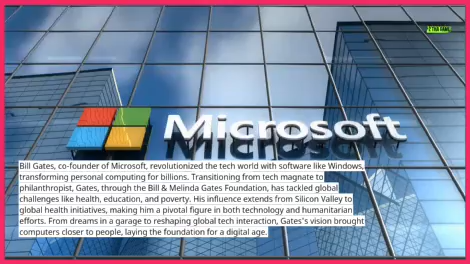 2 THA GAME
Microsoft
Bill Gates, co-founder of Microsoft, revolutionized the tech world with software like Windows,
transforming personal computing for billions. Transitioning from tech magnate to
philanthropist, Gates, through the Bill & Melinda Gates Foundation, has tackled global
challenges like health, education, and poverty. His influence extends from Silicon Valley to
global health initiatives, making him a pivotal figure in both technology and humanitarian
efforts. From dreams in a garage to reshaping global tech interaction, Gates's vision brought
computers closer to people, laying the foundation for a digital age.